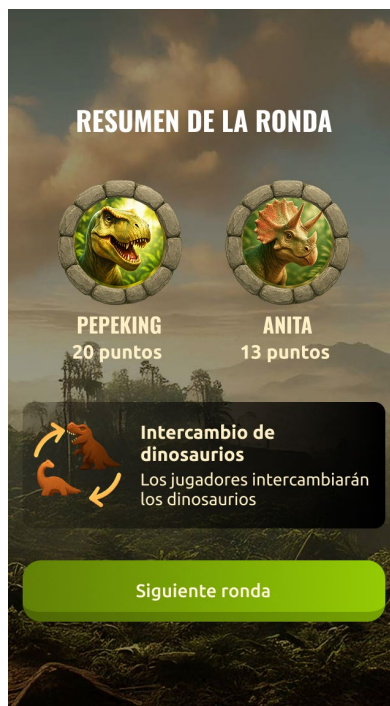 RESUMEN DE LA RONDA
PEPEKING
20 puntos
ANITA
13 puntos
Intercambio de
dinosaurios
Los jugadores intercambiarán
los dinosaurios
Siguiente ronda